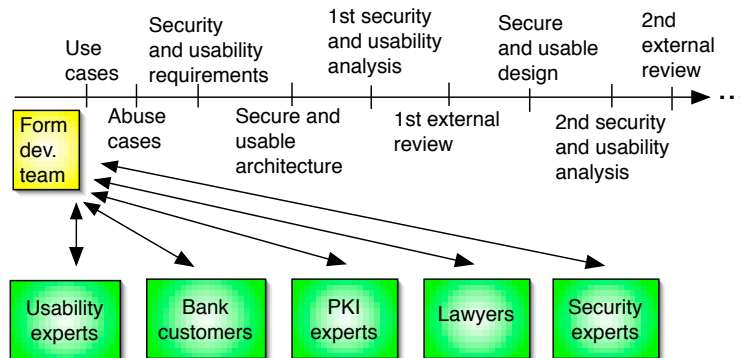 Use
cases
Security
and usability
requirements
1st security
and usability
analysis
Secure
and usable
design
2nd
external
review
...
Form
dev.
team
Abuse
cases
Secure and
usable
architecture
1st external
review
2nd security
and usability
analysis
Usability
experts
Bank
customers
PKI
experts
Lawyers
Security
experts